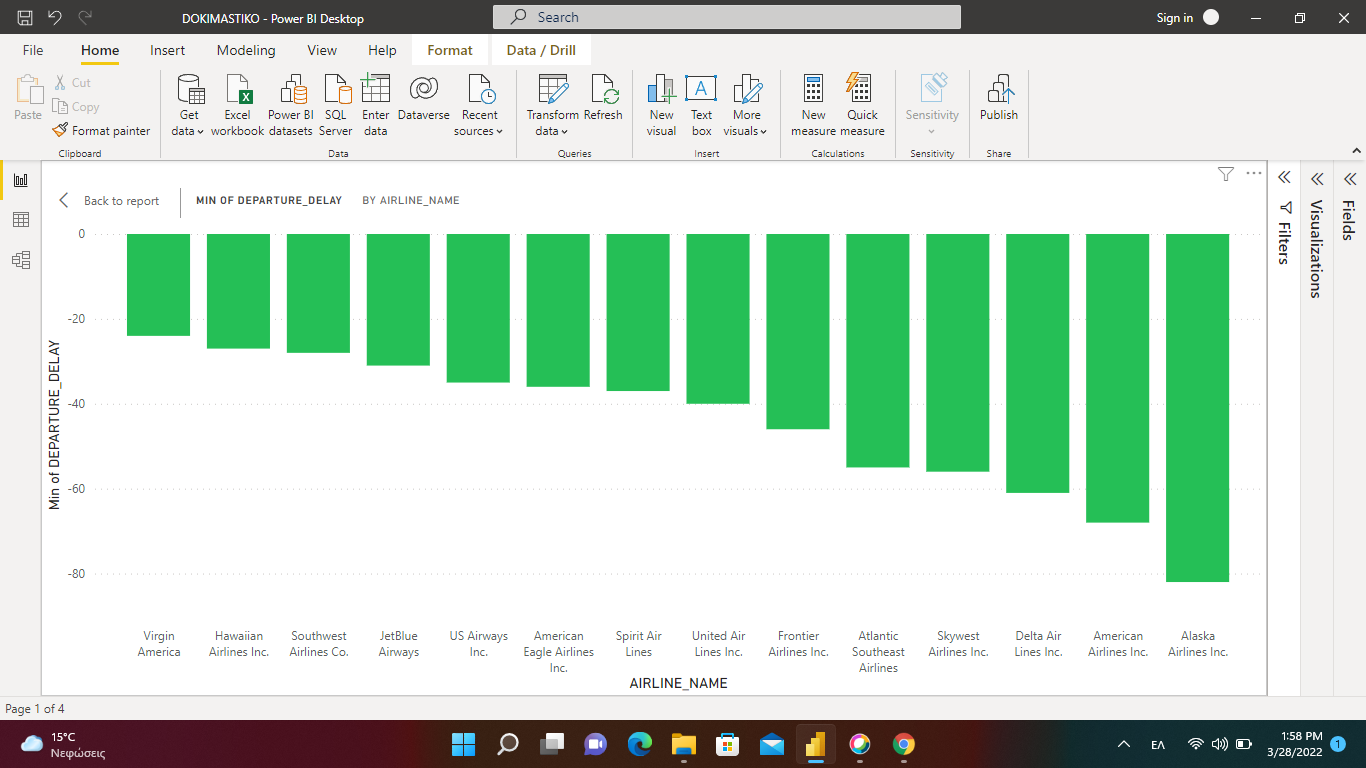 DOKIMASTIKO - Power BI Desktop
Search
Sign in
File
Home
Insert
Modeling
View
Help
Format
Data / Drill
Paste
Cut
Copy
Format painter
Clipboard
Get
data
Excel
workbook
Power BI
datasets
SQL
Server
Enter
data
Dataverse
Recent
sources
Data
Transform
data
Refresh
Queries
New
visual
Text
box
More
visuals
Insert
New
measure
Quick
measure
Calculations
Sensitivity
Sensitivity
Publish
Share
Back to report
MIN OF DEPARTURE_DELAY
BY AIRLINE_NAME
Filters
Visualizations
Fields
Min of DEPARTURE_DELAY
0
-20
-40
-60
-80
Virgin
America
Hawaiian
Airlines Inc.
Southwest
Airlines Co.
JetBlue
Airways
US Airways
Inc.
American
Eagle Airlines
Inc.
Spirit Air
Lines
United Air
Lines Inc.
Frontier
Airlines Inc.
Atlantic
Southeast
Airlines
Skywest
Airlines Inc.
Delta Air
Lines Inc.
American
Airlines Inc.
Alaska
Airlines Inc.
AIRLINE_NAME
Page 1 of 4
15°C
Νεφώσεις
ΕΛ
1:58 PM
3/28/2022
1